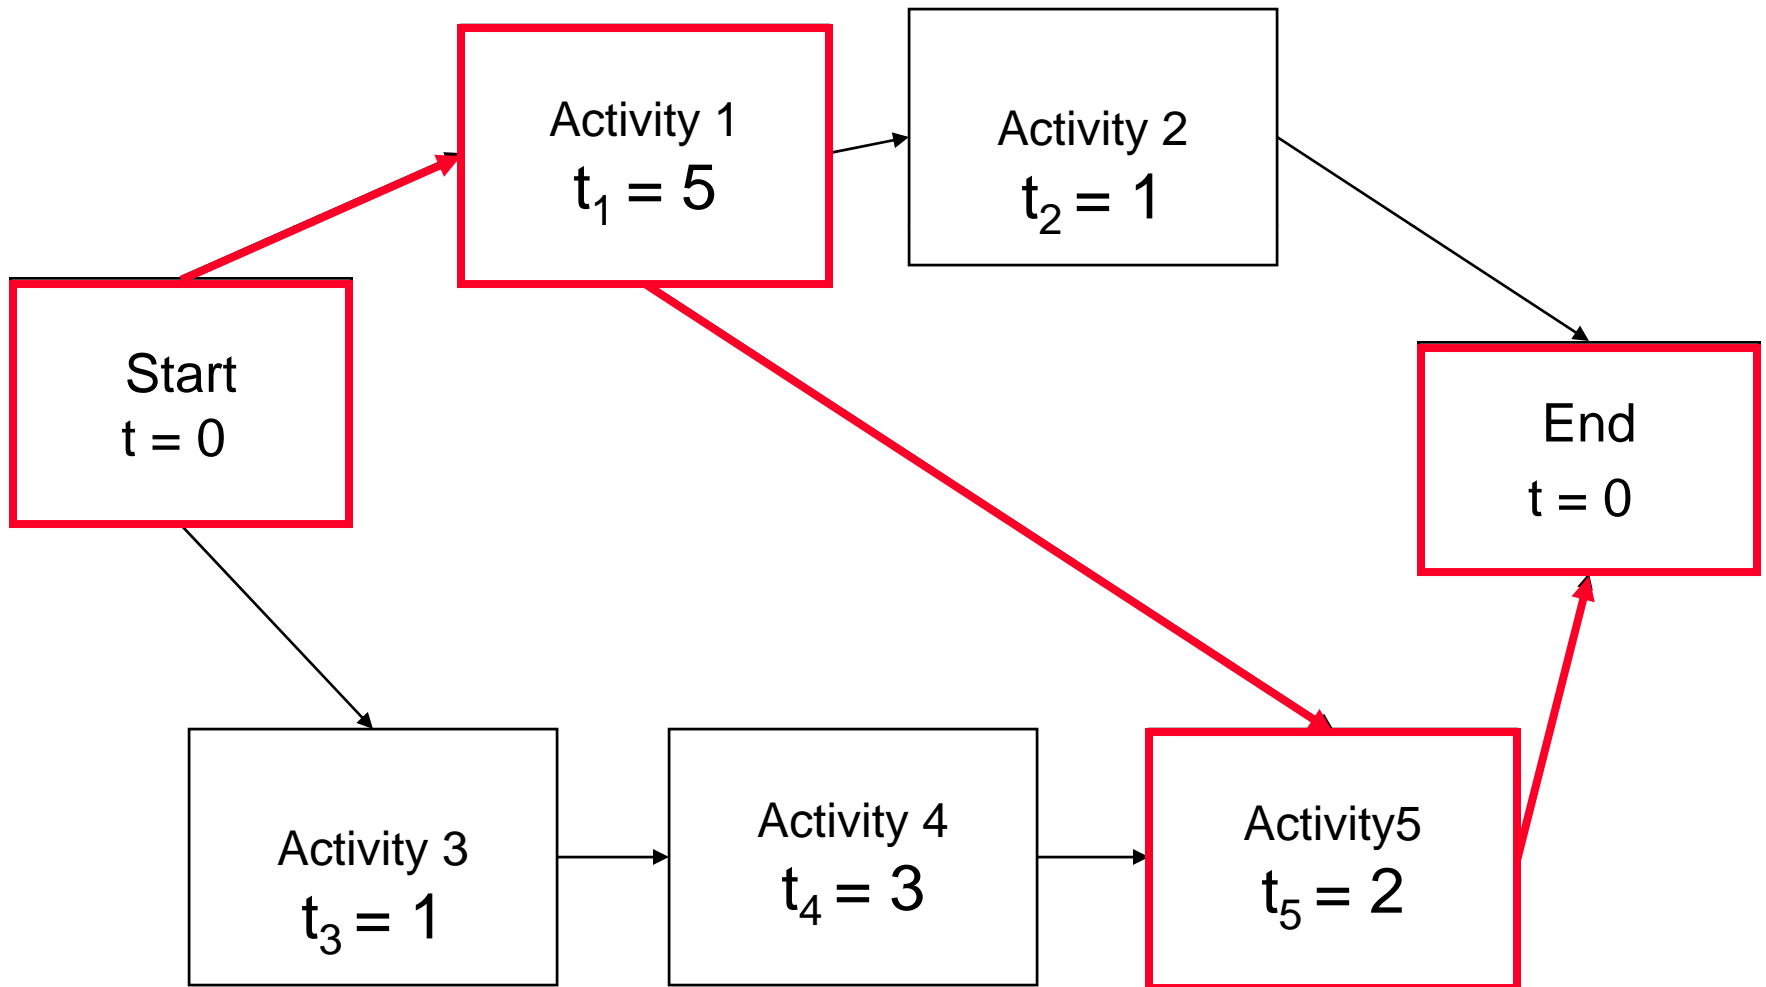 Activity 1
t1 = 5
Activity 2
t2 = 1
Start
t = 0
End
t = 0
Activity 3
t3 = 1
Activity 4
t4 = 3
Activity5
t5 = 2